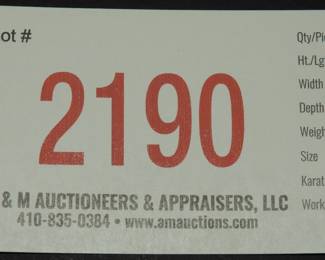 ot #
2190
& M AUCTIONEERS & APPRAISERS, LLC
410-835-0384 • www.amauctions.com
Qty/Pi
Ht./Lg
Width
Depth
Weigh
Size
Karat
Work